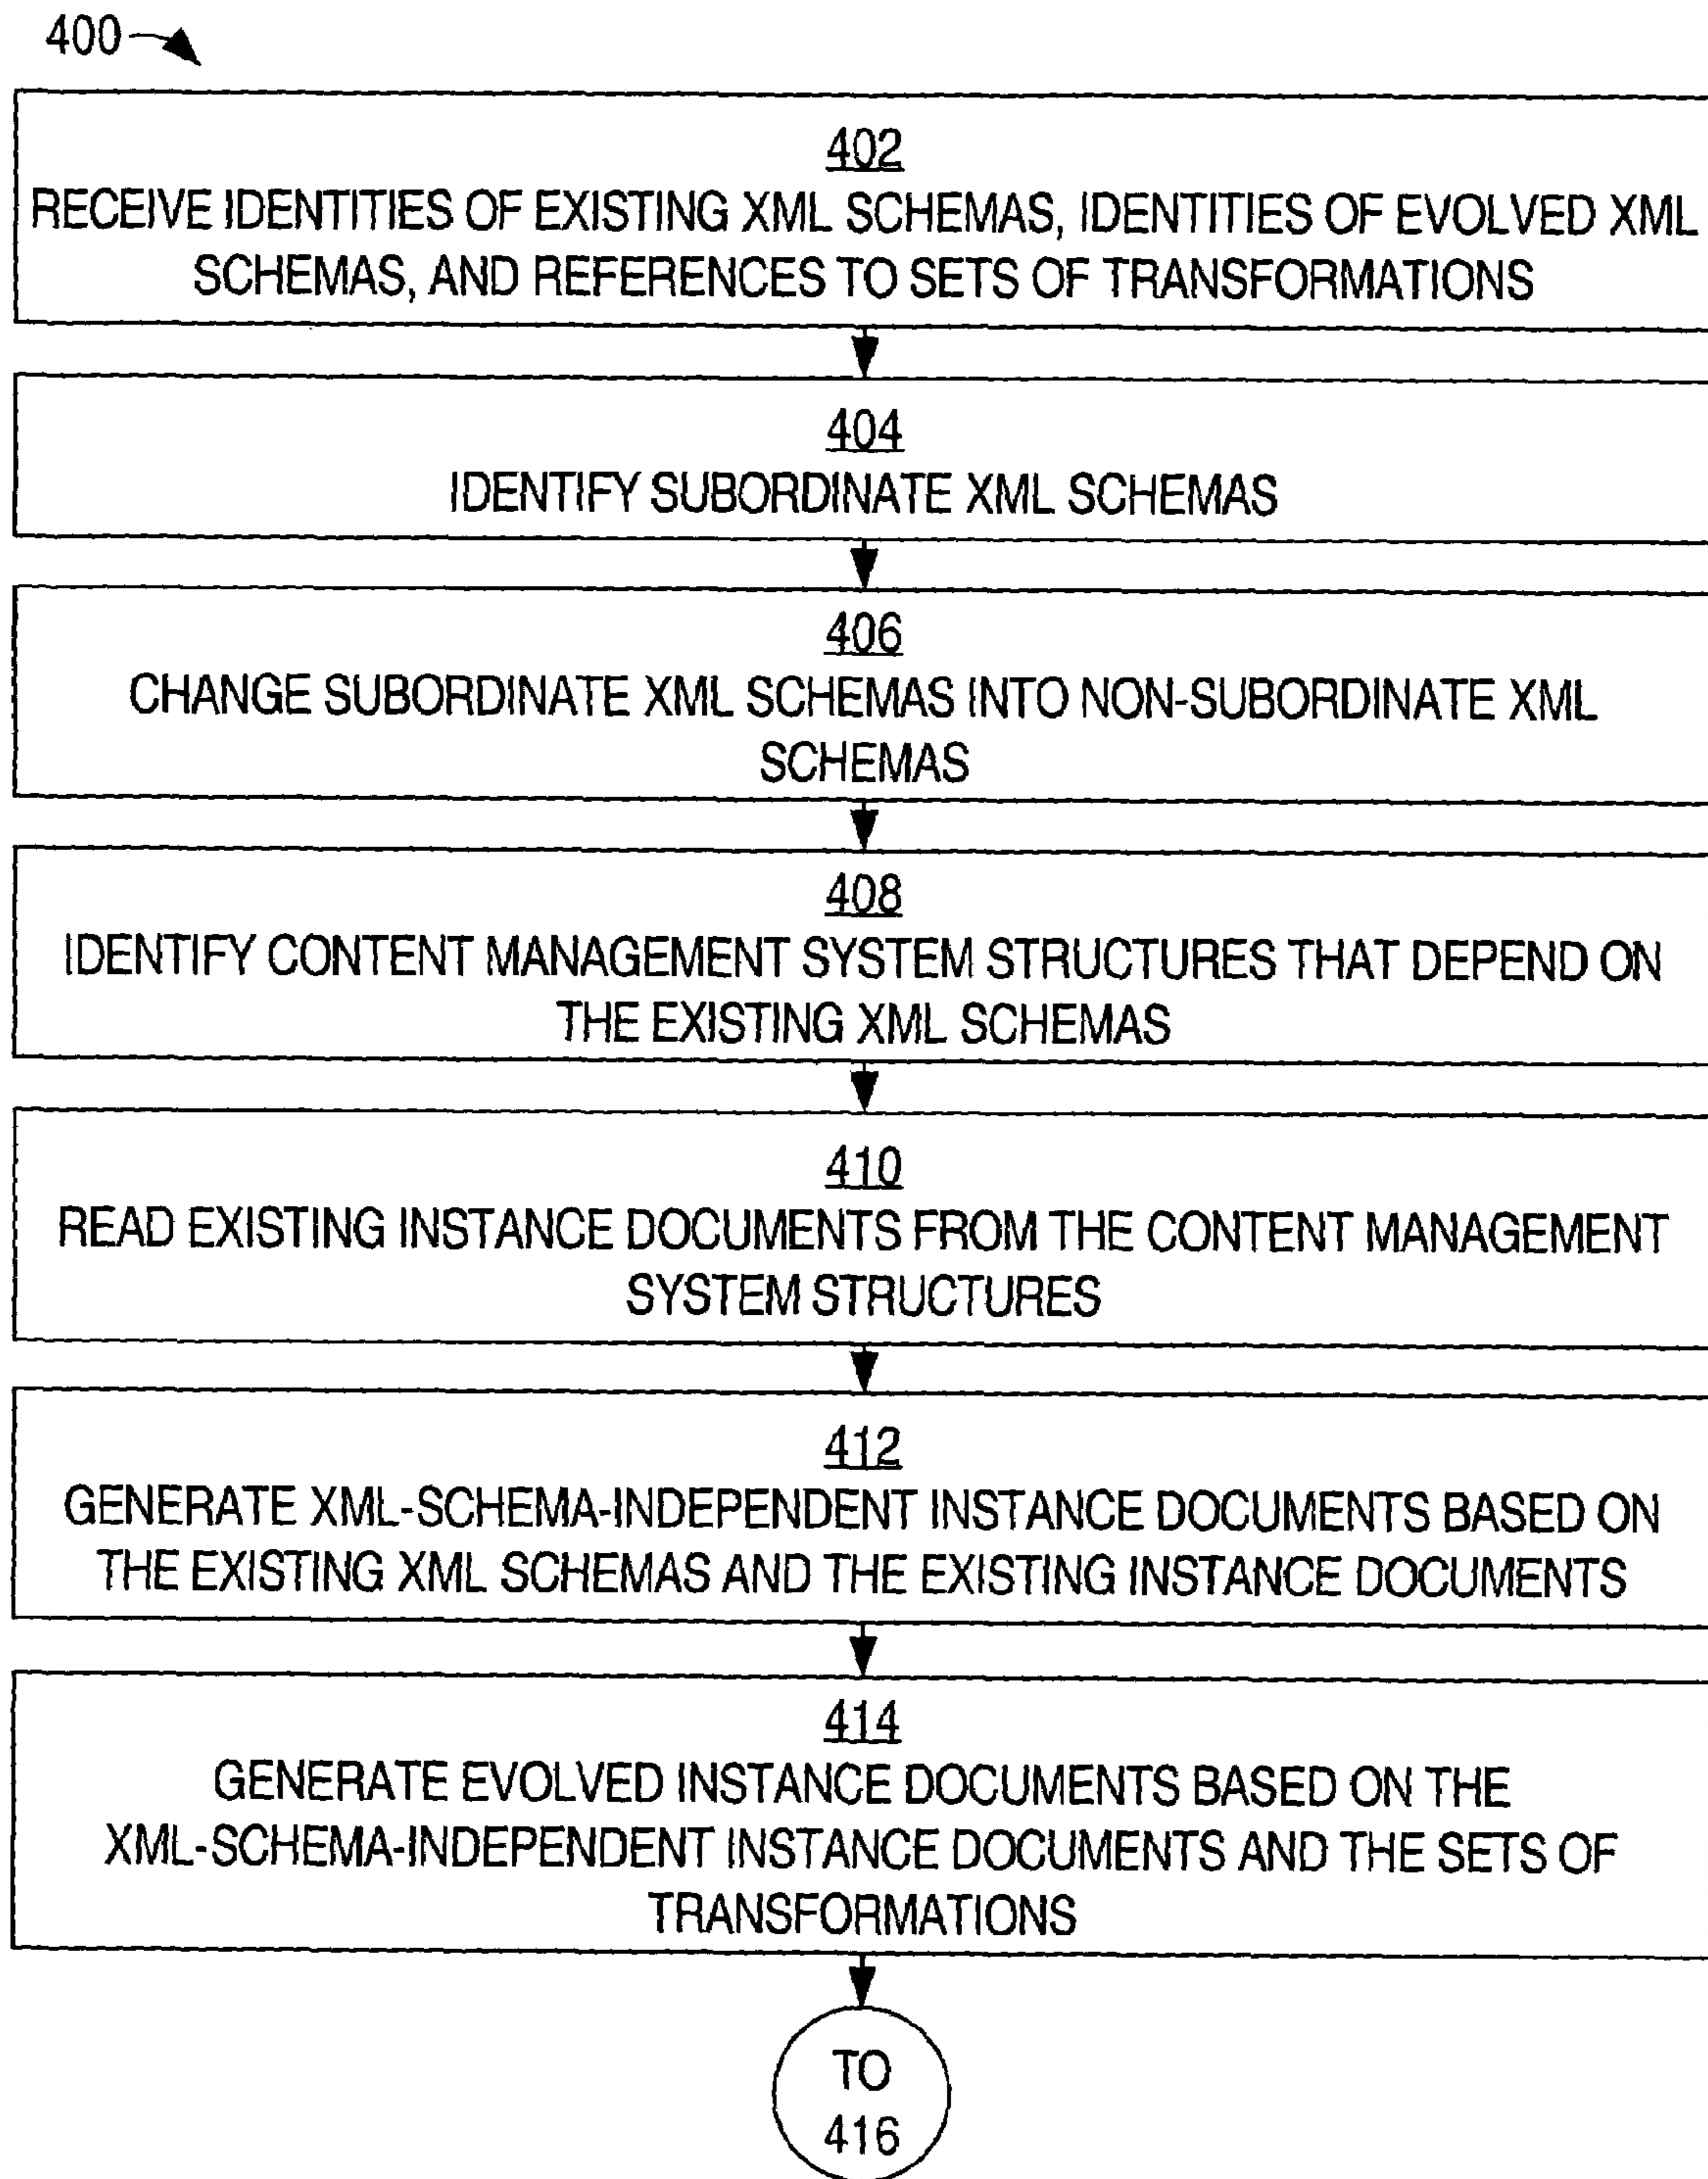 400
402
RECEIVE IDENTITIES OF EXISTING XML SCHEMAS, IDENTITIES OF EVOLVED XML
SCHEMAS, AND REFERENCES TO SETS OF TRANSFORMATIONS
404
IDENTIFY SUBORDINATE XML SCHEMAS
406
CHANGE SUBORDINATE XML SCHEMAS INTO NON-SUBORDINATE XML
SCHEMAS
408
IDENTIFY CONTENT MANAGEMENT SYSTEM STRUCTURES THAT DEPEND ON
THE EXISTING XML SCHEMAS
410
READ EXISTING INSTANCE DOCUMENTS FROM THE CONTENT MANAGEMENT
SYSTEM STRUCTURES
412
GENERATE XML-SCHEMA-INDEPENDENT INSTANCE DOCUMENTS BASED ON
THE EXISTING XML SCHEMAS AND THE EXISTING INSTANCE DOCUMENTS
414
GENERATE EVOLVED INSTANCE DOCUMENTS BASED ON THE
XML-SCHEMA-INDEPENDENT INSTANCE DOCUMENTS AND THE SETS OF
TRANSFORMATIONS
TO
416